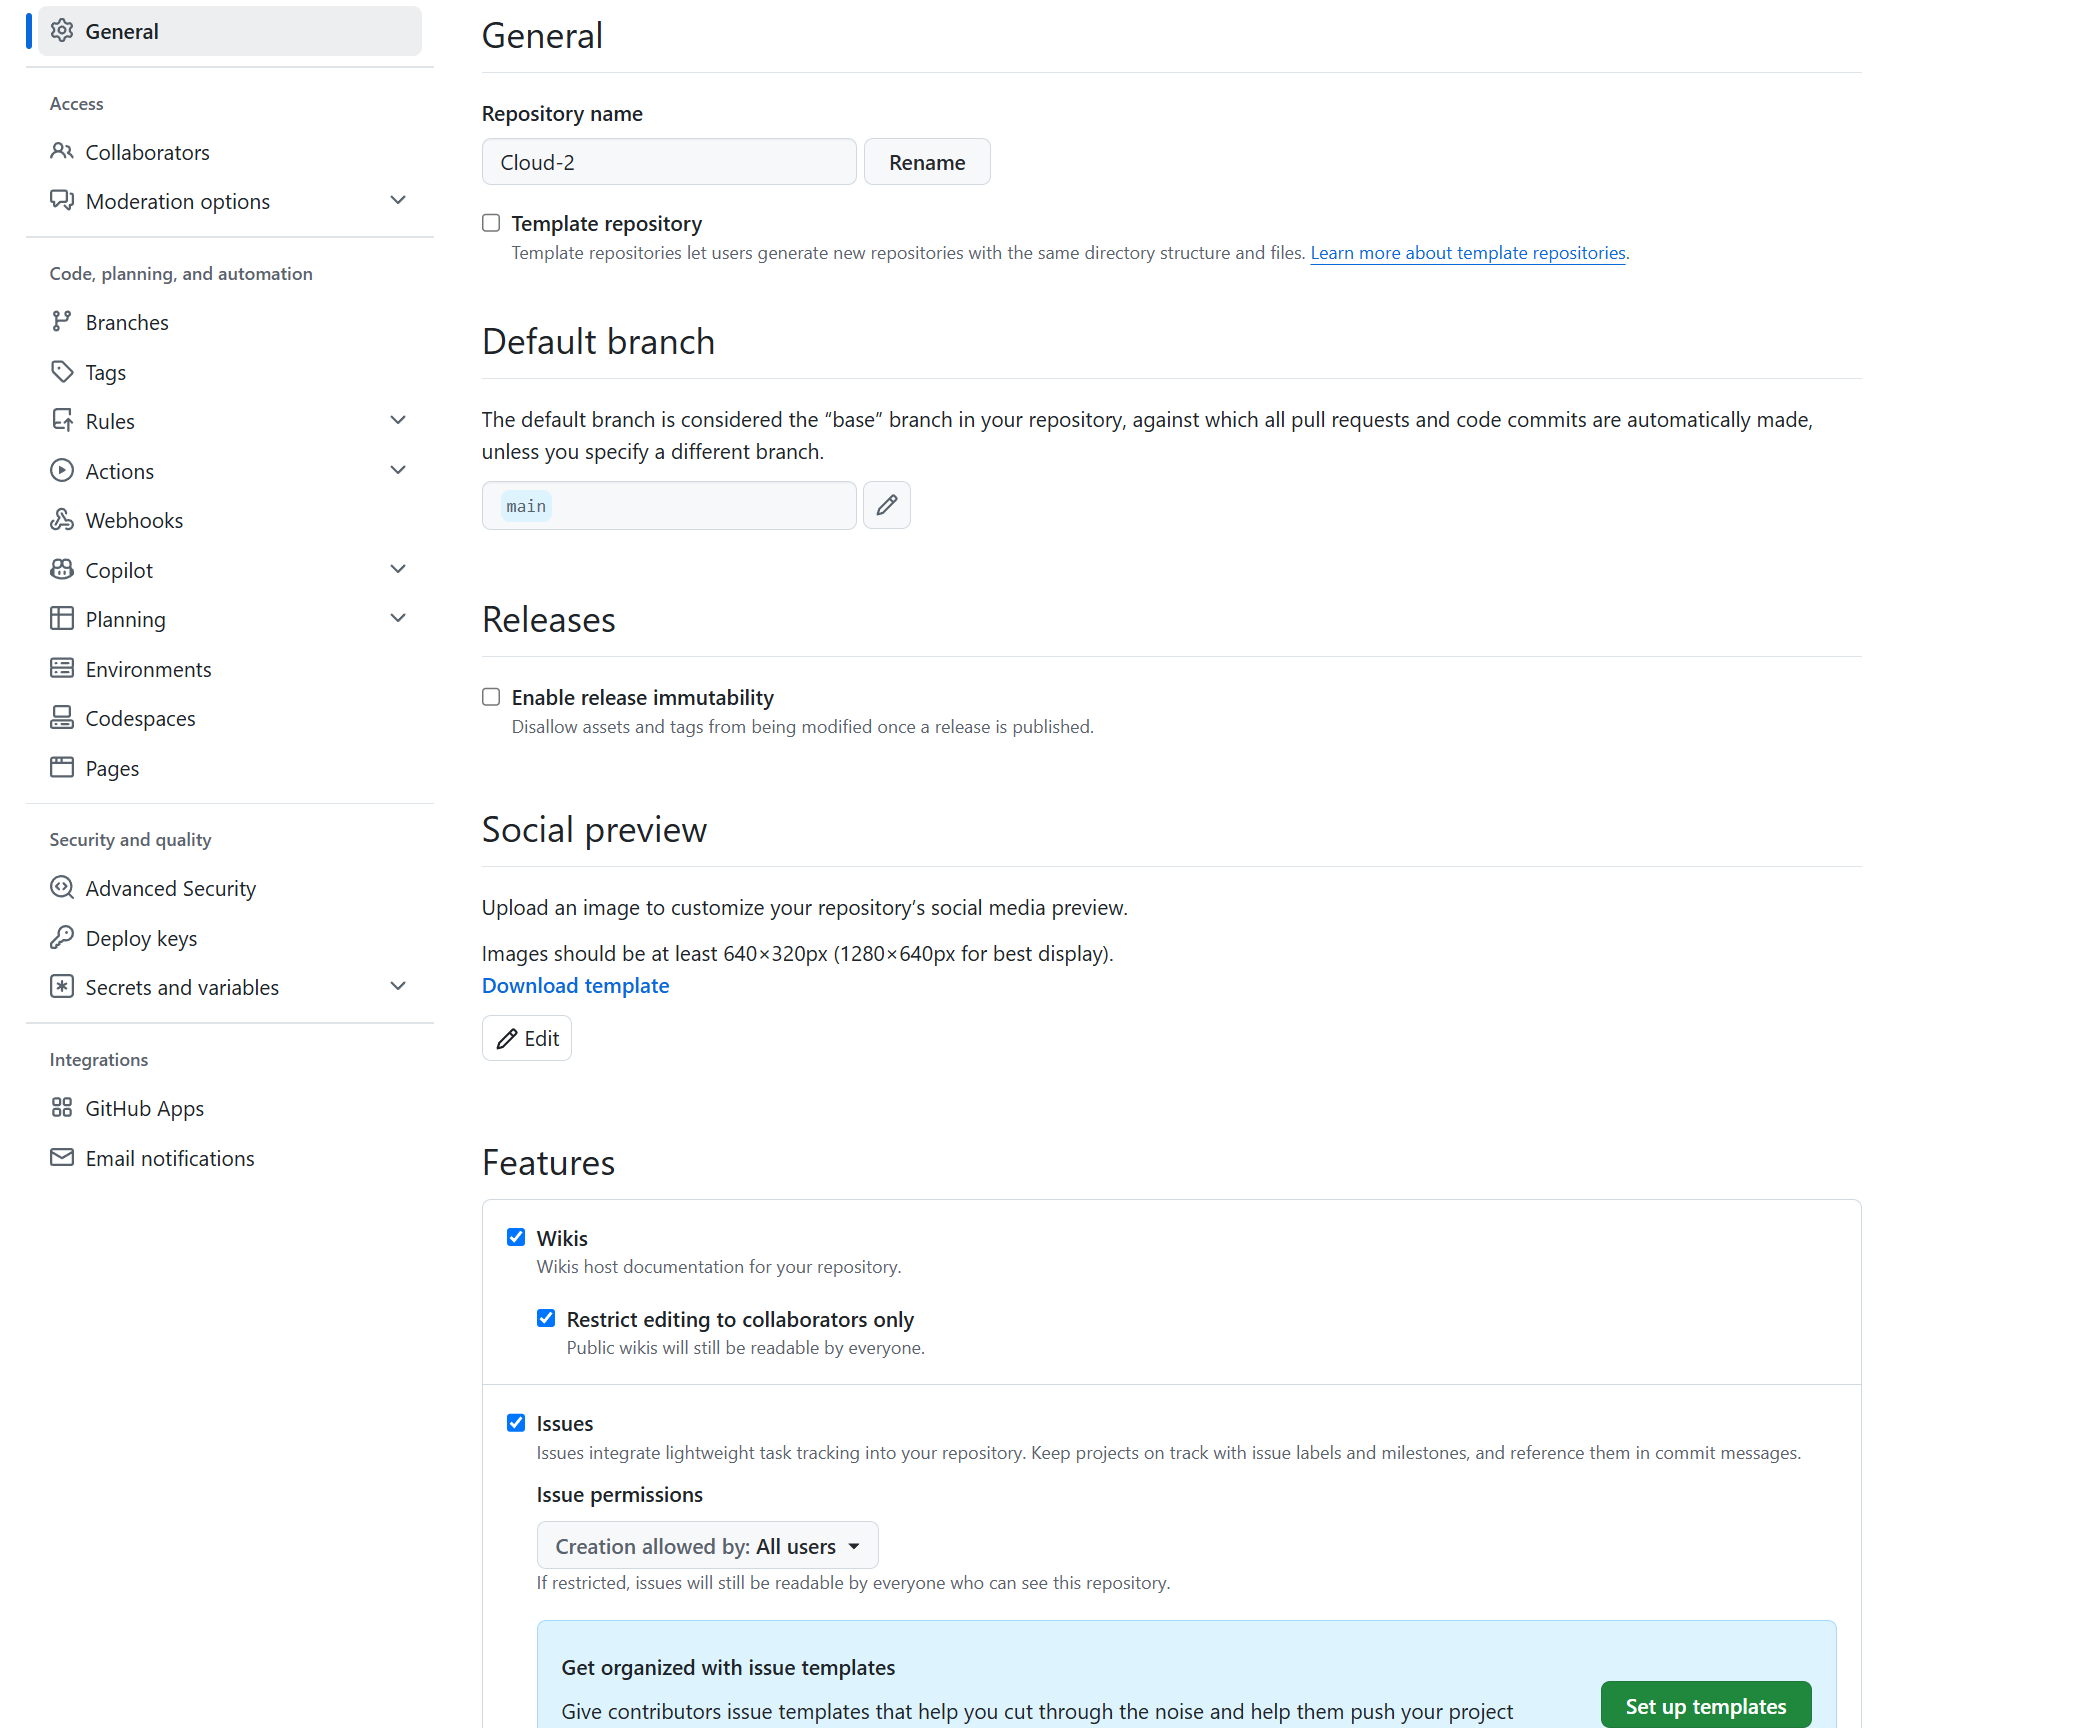 General
Access
Collaborators
Moderation options
Code, planning, and automation
Branches
Tags
Rules
Actions
Webhooks
Copilot
Planning
Environments
Codespaces
Pages
Security and quality
Advanced Security
Deploy keys
Secrets and variables
Integrations
GitHub Apps
Email notifications
General
Repository name
Cloud-2
Rename
Template repository
Template repositories let users generate new repositories with the same directory structure and files. Learn more about template repositories.
Default branch
The default branch is considered the “base” branch in your repository, against which all pull requests and code commits are automatically made,
unless you specify a different branch.
main
Releases
Enable release immutability
Disallow assets and tags from being modified once a release is published.
Social preview
Upload an image to customize your repository’s social media preview.
Images should be at least 640×320px (1280×640px for best display).
Download template
Edit
Features
Wikis
Wikis host documentation for your repository.
Restrict editing to collaborators only
Public wikis will still be readable by everyone.
Issues
Issues integrate lightweight task tracking into your repository. Keep projects on track with issue labels and milestones, and reference them in commit messages.
Issue permissions
Creation allowed by: All users
If restricted, issues will still be readable by everyone who can see this repository.
Get organized with issue templates
Give contributors issue templates that help you cut through the noise and help them push your project
Set up templates